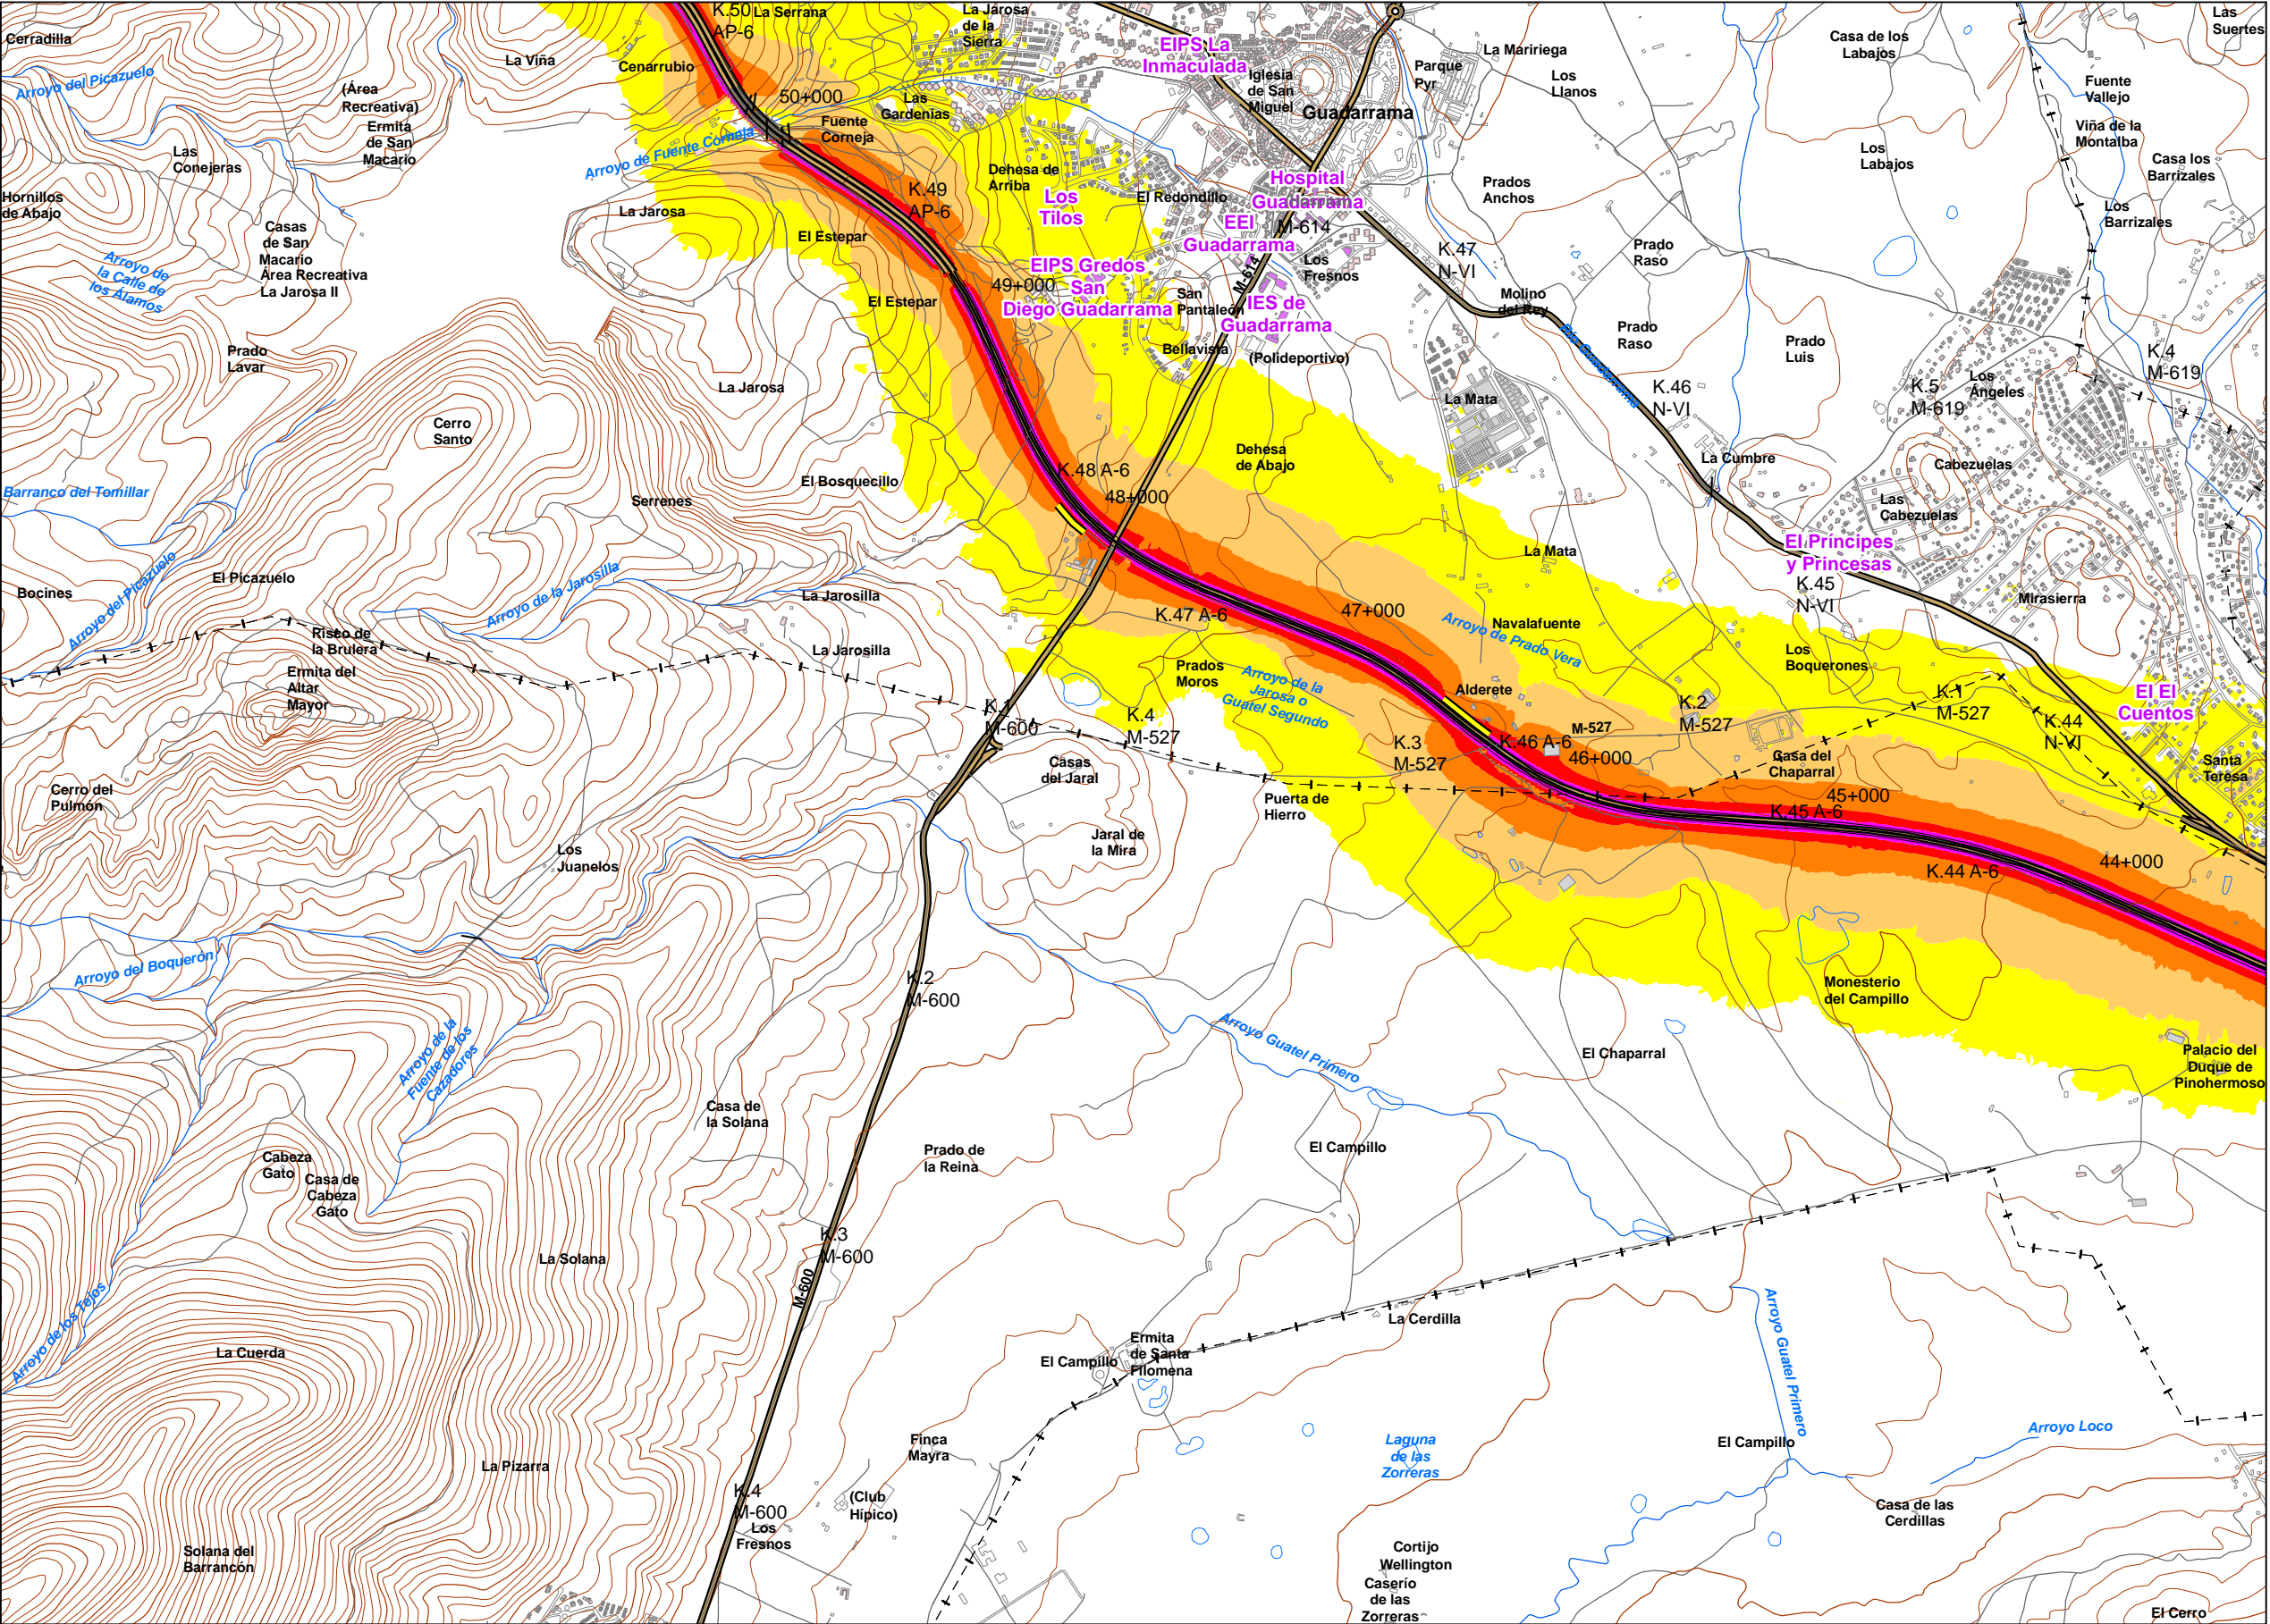 K.50
AP-6
La Serrana
La Jarosa
de la
Sierra
Cerradilla
Arroyo del Picazuelo
La Viña
Cenarrubio
EIPS La
Inmaculada
Iglesia
de San
Miguel
Guadarrama
Parque
Pyr
La Maririega
Los
Llanos
Casa de los
Labajos
Las
Suertes
Fuente
Vallejo
Viña de la
Montalba
Casa los
Barrizales
Los
Barrizales
Los
Labajos
(Área
Recreativa)
Ermita
de San
Macario
Las
Conejeras
Hornillos
de Abajo
50+000
Las
Gardenias
Fuente
Corneja
Arroyo de Fuente Corneja
Dehesa de
Arriba
Los
Tilos
El Redondillo
Hospital
Guadarrama
EEI
Guadarrama
M-614
Prados
Anchos
K.49
AP-6
La Jarosa
El Estepar
Casas
de San
Macario
Área Recreativa
La Jarosa II
Arroyo de
la Calle de
los Álamos
EIPS Gredos
San
Diego Guadarrama
49+000
El Estepar
San
Pantaleón
M-614
Los
Fresnos
IES de
Guadarrama
K.47
N-VI
Prado
Raso
Molino
del Rey
Prado
Raso
Prado
Luis
Bellavista
(Polideportivo)
Prado
Lavar
La Jarosa
Cerro
Santo
La Mata
K.46
N-VI
K.4
M-619
K.5
M-619
Los
Ángeles
Cabezuelas
La Cumbre
Las
Cabezuelas
Dehesa
de Abajo
K.48 A-6
48+000
El Bosquecillo
Serrenes
Barranco del Tomillar
El Príncipes
y Princesas
K.45
N-VI
Mirasierra
La Mata
Arroyo del Picazuelo
El Picazuelo
Bocines
Arroyo de la Jarosilla
La Jarosilla
K.47 A-6
47+000
Arroyo de Prado Vera
Navalafuente
Los
Boquerones
Risco de
la Brulera
La Jarosilla
Ermita del
Altar
Mayor
Prados
Moros
Arroyo de la
Jarosa o
Guatel Segundo
Alderete
K.1
M-600
K.4
M-527
K.3
M-527
K.46 A-6
M-527
46+000
K.2
M-527
K.1
M-527
K.44
N-VI
El El
Cuentos
Santa
Teresa
Casa del
Chaparral
Casas
del Jaral
Puerta de
Hierro
45+000
K.45 A-6
Cerro del
Pulmón
Jaral de
la Mira
Los
Juanelos
K.44 A-6
44+000
Arroyo del Boquerón
K.2
M-600
Monesterio
del Campillo
Arroyo de la
Fuente de los
Cazadores
Arroyo Guatel Primero
El Chaparral
Palacio del
Duque de
Pinohermoso
Casa de
la Solana
Prado de
la Reina
El Campillo
Cabeza
Gato
Casa de
Cabeza
Gato
La Solana
K.3
M-600
M-600
Arroyo de los Tejos
La Cuerda
La Cerdilla
Arroyo Guatel Primero
El Campillo
Ermita
de Santa
Filomena
Finca
Mayra
Laguna
de las
Zorreras
El Campillo
Arroyo Loco
La Pizarra
K.4
M-600
(Club
Hípico)
Los
Fresnos
Casa de las
Cerdillas
Solana del
Barrancón
Cortijo
Wellington
Caserío
de las
Zorreras
El Cerro